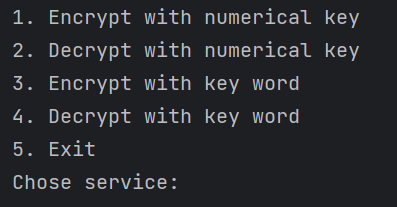 1. Encrypt with numerical key
2. Decrypt with numerical key
3. Encrypt with key word
4. Decrypt with key word
5. Exit
Chose service: